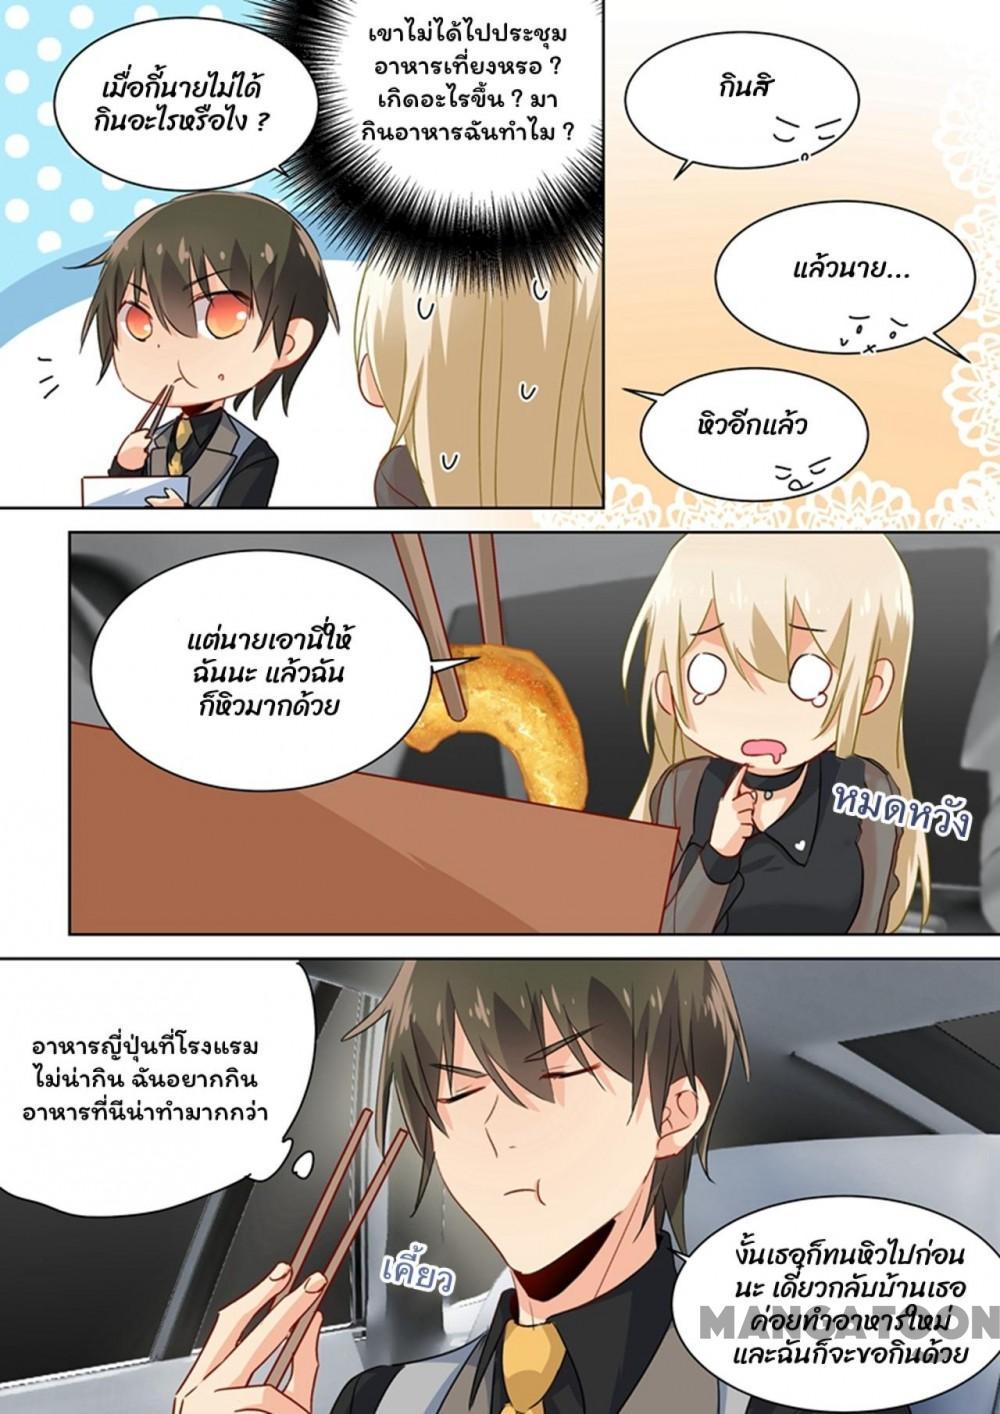 เมื่อกี้นายไม่ได้
กินอะไรหรือไง ?
เขาไม่ได้ไปประชุม
อาหารเที่ยงหรอ ?
เกิดอะไรขึ้น ? มา
กินอาหารฉันทำไม ?
กินสิ
แล้วนาย...
หิวอีกแล้ว
แต่นายเอานี่ให้
ฉันนะ แล้วฉัน
ก็หิวมากด้วย
หมดหวัง
อาหารญี่ปุ่นที่โรงแรม
ไม่น่ากิน ฉันอยากกิน
อาหารที่นีน่าทำมากกว่า
เคี้ยว
งั้นเธอก็ทนหิวไปก่อน
นะ เดี๋ยวกลับบ้านเธอ
ค่อยทำอาหารใหม่
และฉันก็จะขอกินด้วย
MANGATOON